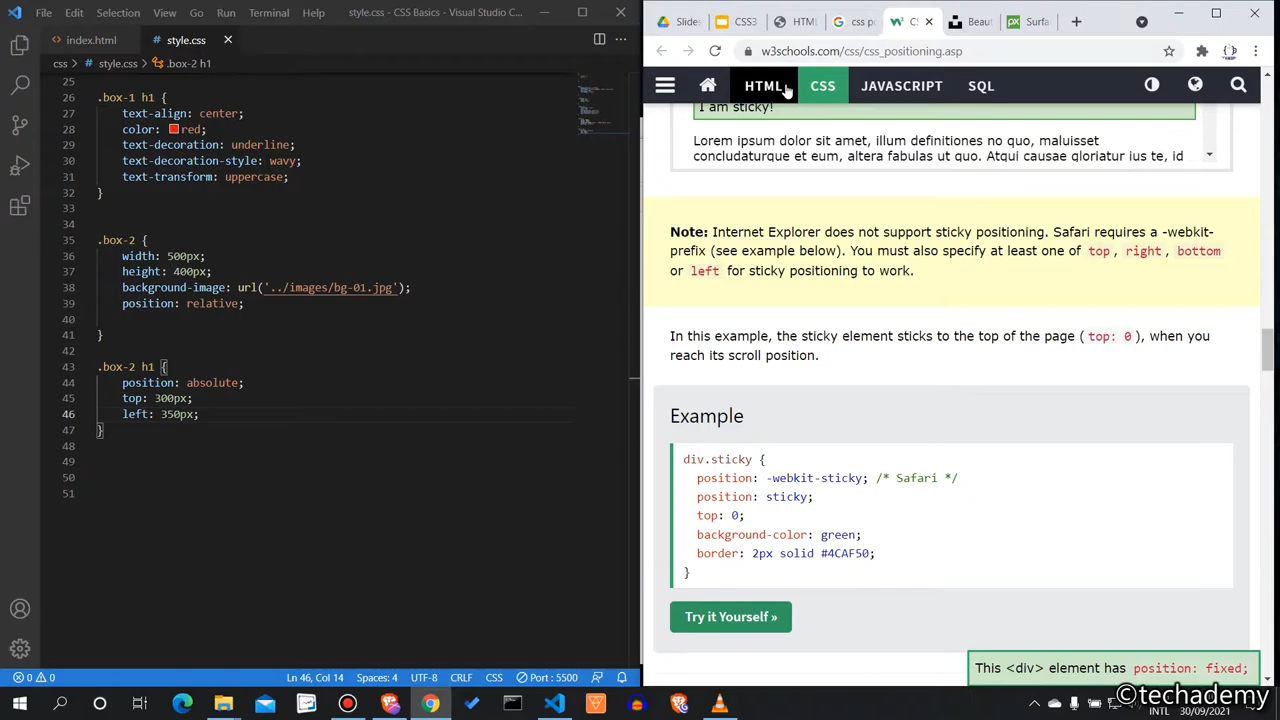 File Edit Selection View Go Run Terminal Help style.css - CSS Basics - Visual Studio C...
index.html style.css
css > style.css > .box-2 h1
25
26 .box-1 h1 {
27 text-align: center;
28 color: red;
29 text-decoration: underline;
30 text-decoration-style: wavy;
31 text-transform: uppercase;
32 }
33
34
35 .box-2 {
36 width: 500px;
37 height: 400px;
38 background-image: url('../images/bg-01.jpg');
39 position: relative;
40
41 }
42
43 .box-2 h1 {
44 position: absolute;
45 top: 300px;
46 left: 350px;
47 }
48
49
50
51
0 0 Ln 46, Col 14 Spaces: 4 UTF-8 CRLF CSS Port : 5500
Slides CSS3 HTM css p CS Beau Surfa
w3schools.com/css/css_positioning.asp
HTML CSS JAVASCRIPT SQL
I am sticky!
Lorem ipsum dolor sit amet, illum definitiones no quo, maluisset
concludaturque et eum, altera fabulas ut quo. Atqui causae gloriatur ius te, id
Note: Internet Explorer does not support sticky positioning. Safari requires a -webkit-
prefix (see example below). You must also specify at least one of top, right, bottom
or left for sticky positioning to work.
In this example, the sticky element sticks to the top of the page (top: 0), when you
reach its scroll position.
Example
div.sticky {
position: -webkit-sticky; /* Safari */
position: sticky;
top: 0;
background-color: green;
border: 2px solid #4CAF50;
}
Try it Yourself »
This <div> element has position: fixed;
©techademy
INTL 30/09/2021